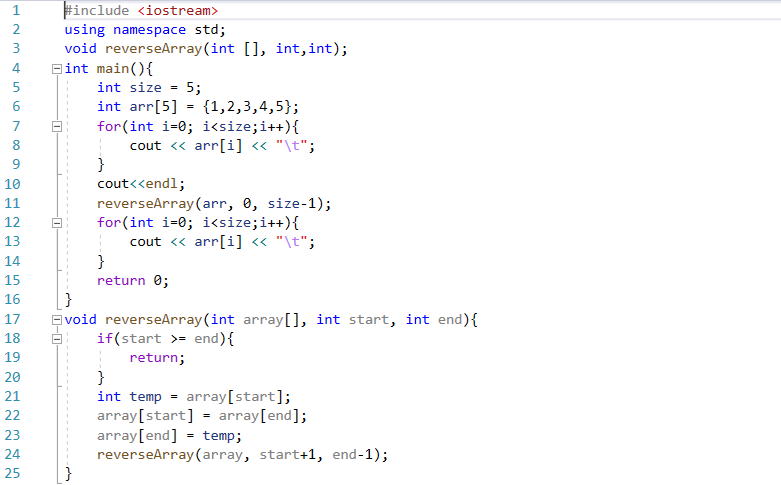 1 #include <iostream>
2 using namespace std;
3 void reverseArray(int [], int,int);
4 int main(){
5     int size = 5;
6     int arr[5] = {1,2,3,4,5};
7     for(int i=0; i<size;i++){
8         cout << arr[i] << "\t";
9     }
10     cout<<endl;
11     reverseArray(arr, 0, size-1);
12     for(int i=0; i<size;i++){
13         cout << arr[i] << "\t";
14     }
15     return 0;
16 }
17 void reverseArray(int array[], int start, int end){
18     if(start >= end){
19         return;
20     }
21     int temp = array[start];
22     array[start] = array[end];
23     array[end] = temp;
24     reverseArray(array, start+1, end-1);
25 }